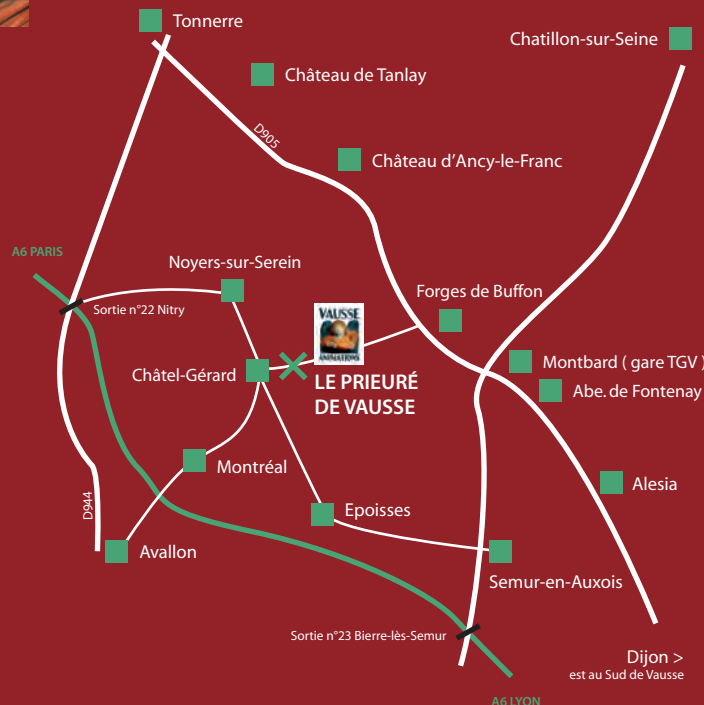 Tonnerre
Chatillon-sur-Seine
Château de Tanlay
D905
Château d'Ancy-le-Franc
A6 PARIS
Noyers-sur-Serein
Sortie n°22 Nitry
Forges de Buffon
VAUSSE
ANIMATIONS
Châtel-Gérard
LE PRIEURÉ
DE VAUSSE
Montbard ( gare TGV )
Abe. de Fontenay
Montréal
Alesia
D944
Epoisses
Avallon
Semur-en-Auxois
Sortie n°23 Bierre-lès-Semur
Dijon >
est au Sud de Vausse
A6 LYON